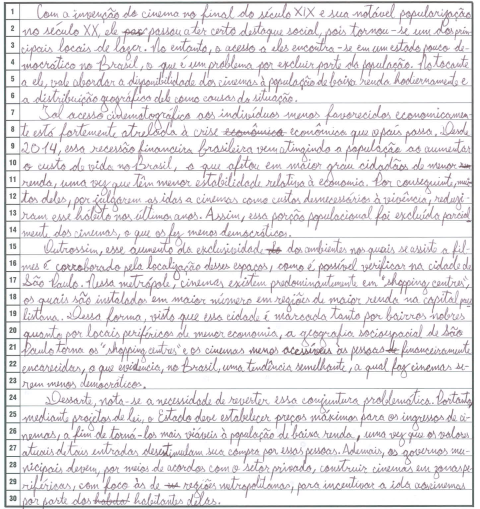 1 Com a invenção do cinema no final do século XIX e sua notável popularização
2 no século XX, ele passou a ter certo destaque social, pois tornou-se um dos prin-
3 cipais locais de lazer. No entanto, o acesso a eles encontra-se em um estado pouco de-
4 mocrático no Brasil, o que é um problema por excluir parte da população. No tocante
5 a ele, vale abordar a disponibilidade dos cinemas à população de baixa renda hodiernamente e
6 a distribuição geográfica dele como causas da situação.
7 Tal acesso cinematográfico aos indivíduos menos favorecidos economicamen-
8 te está fortemente atrelado à crise econômica econômica que o país passa. Desde
9 2014, essa recessão financeira brasileira vem atingindo a população ao aumentar
10 o custo de vida no Brasil, o que afetou em maior grau cidadãos de menor
11 renda, uma vez que têm menor estabilidade relativa à economia. Por conseguinte, mui-
12 tos deles, por julgarem as idas a cinemas como custos desnecessários à vivência, reduzi-
13 ram esse hábito nos últimos anos. Assim, essa porção populacional foi excluída parcial-
14 mente dos cinemas, o que os fez menos democráticos.
15 Outrossim, esse aumento da exclusividade dos ambientes nos quais se assiste a fil-
16 mes é corroborado pela localização desses espaços, como é possível verificar na cidade de
17 São Paulo. Nessa metrópole, cinemas existem predominantemente em "shopping centres",
18 os quais são instalados em maior número em regiões de maior renda na capital pau-
19 listana. Dessa forma, visto que essa cidade é marcada tanto por bairros nobres
20 quanto por locais periféricos de menor economia, a geografia socioespacial de São
21 Paulo torna os "shopping centres" e os cinemas menos acessíveis às pessoas financeiramente
22 encarecidas, o que evidencia, no Brasil, uma tendência semelhante, a qual faz cinemas se-
23 rem menos democráticos.
24 Dessarte, nota-se a necessidade de reverter essa conjuntura problemática. Portanto,
25 mediante projetos de lei, o Estado deve estabelecer preços máximos para os ingressos de ci-
26 nemas, a fim de torná-los mais viáveis à população de baixa renda, uma vez que os valores
27 atuais de tais entradas desestimulam sua compra por essas pessoas. Ademais, os governos mu-
28 nicipais devem, por meio de acordos com o setor privado, construir cinemas em zonas pe-
29 riféricas, com foco às de regiões metropolitanas, para incentivar a ida aos cinemas
30 por parte dos habitantes delas.